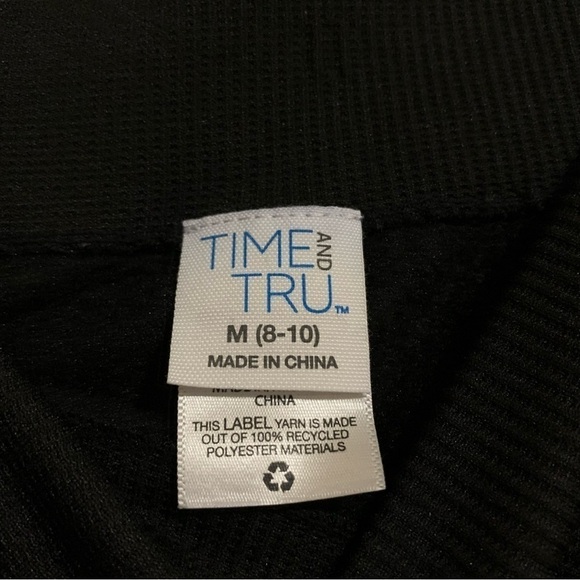 TIME AND
TRU™
M (8-10)
MADE IN CHINA
CHINA
THIS LABEL YARN IS MADE
OUT OF 100% RECYCLED
POLYESTER MATERIALS